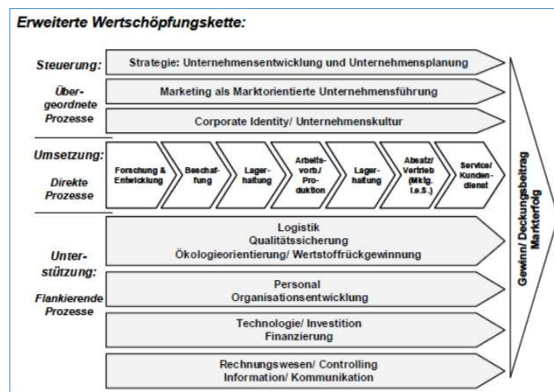 Erweiterte Wertschöpfungskette:
Steuerung:
Über-
geordnete
Prozesse
Strategie: Unternehmensentwicklung und Unternehmensplanung
Marketing als Marktorientierte Unternehmensführung
Corporate Identity/ Unternehmenskultur
Umsetzung:
Direkte
Prozesse
Forschung &
Entwicklung
Beschaf-
fung
Lager-
haltung
Arbeits-
vorb./
Pro-
duktion
Lager-
haltung
Absatz/
Vertrieb
(Mktg.
i.e.S.)
Service/
Kunden-
dienst
Unter-
stützung:
Flankierende
Prozesse
Logistik
Qualitätssicherung
Ökologieorientierung/ Wertstoffrückgewinnung
Personal
Organisationsentwicklung
Technologie/ Investition
Finanzierung
Rechnungswesen/ Controlling
Information/ Kommunikation
Gewinn/ Deckungsbeitrag
Markterfolg